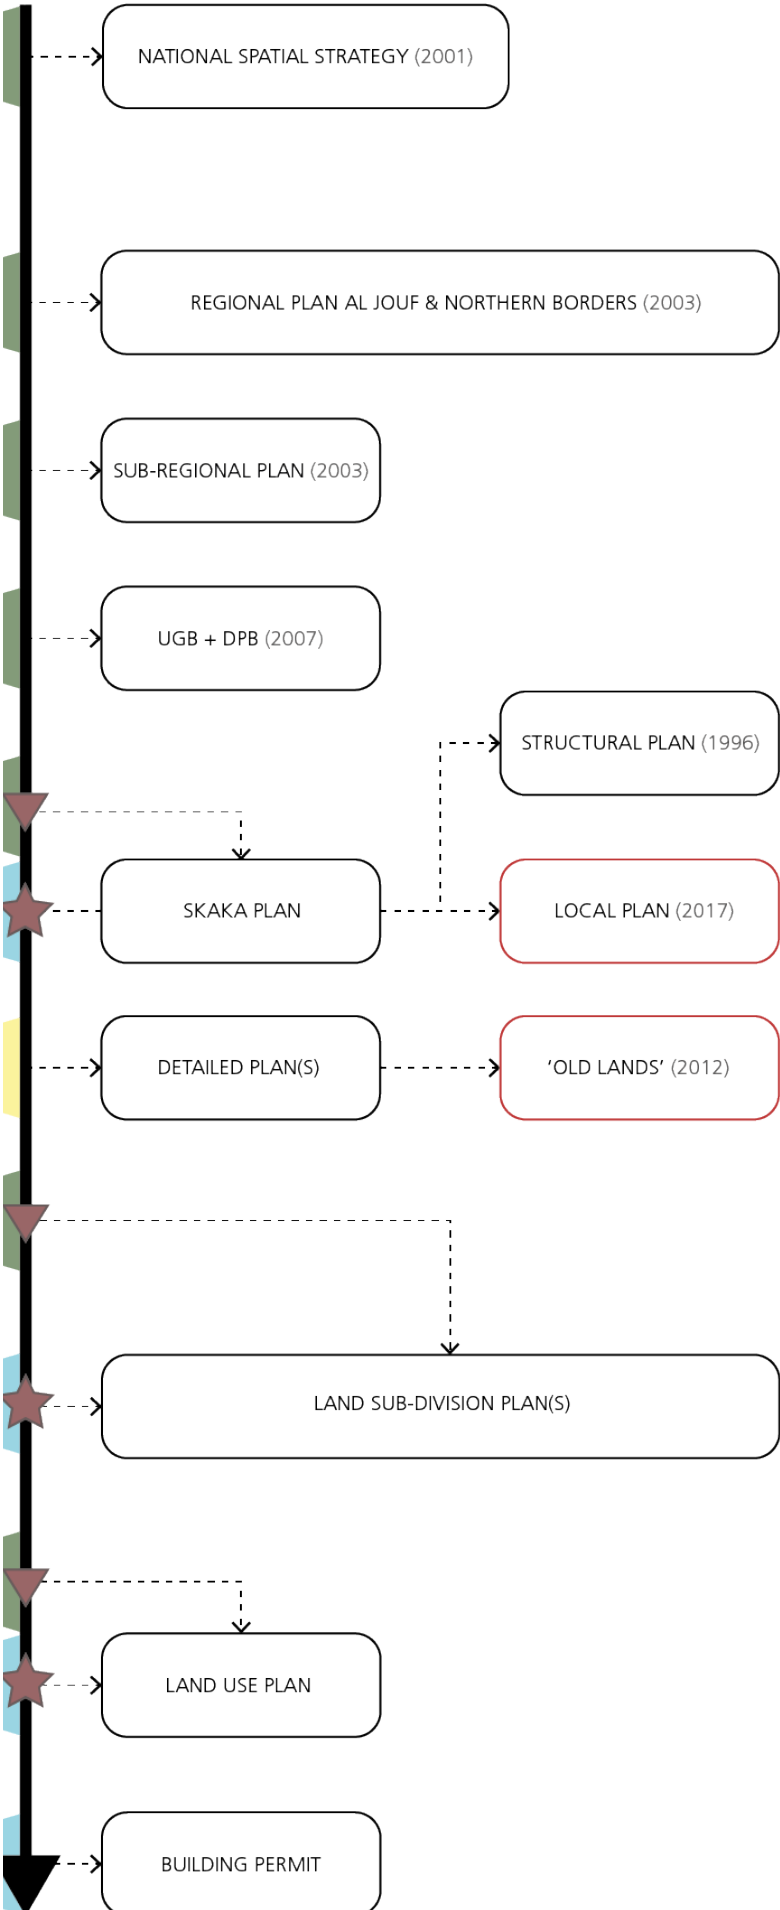 NATIONAL SPATIAL STRATEGY (2001)
REGIONAL PLAN AL JOUF & NORTHERN BORDERS (2003)
SUB-REGIONAL PLAN (2003)
UGB + DPB (2007)
STRUCTURAL PLAN (1996)
SKAKA PLAN
LOCAL PLAN (2017)
DETAILED PLAN(S)
‘OLD LANDS’ (2012)
LAND SUB-DIVISION PLAN(S)
LAND USE PLAN
BUILDING PERMIT